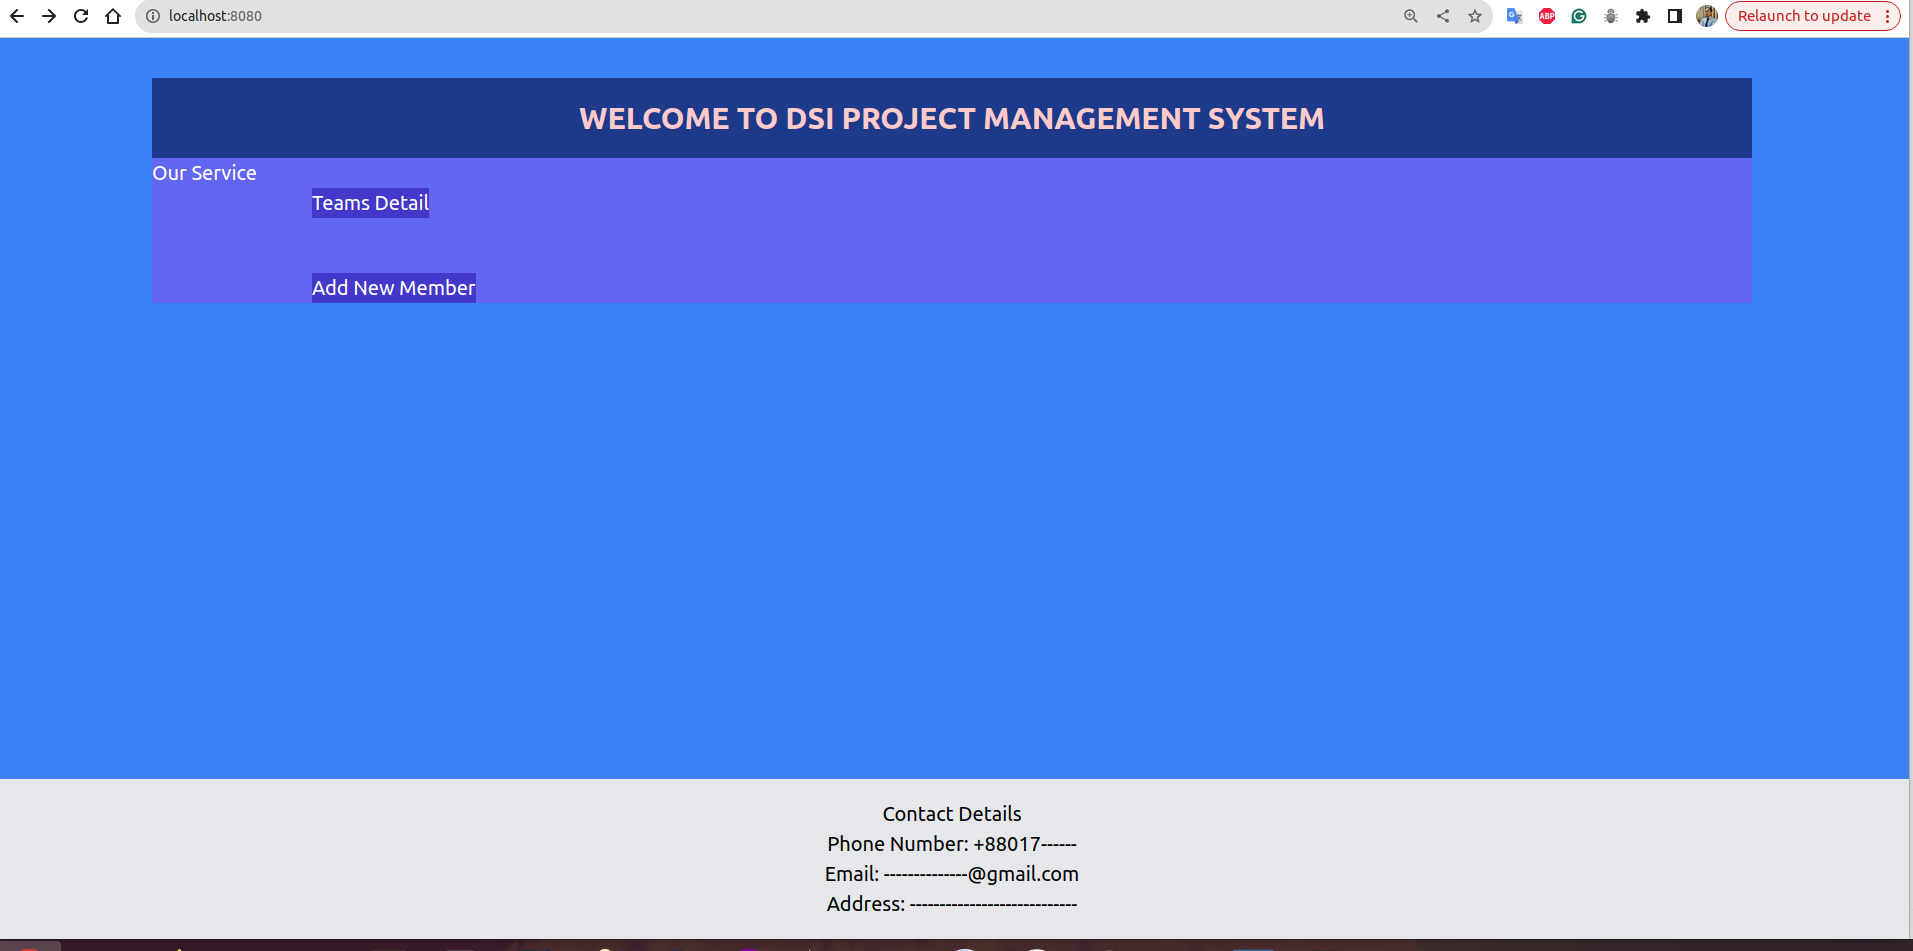 localhost:8080
ABP
Relaunch to update
WELCOME TO DSI PROJECT MANAGEMENT SYSTEM
Our Service
Teams Detail
Add New Member
Contact Details
Phone Number: +88017------
Email: --------------@gmail.com
Address: ----------------------------